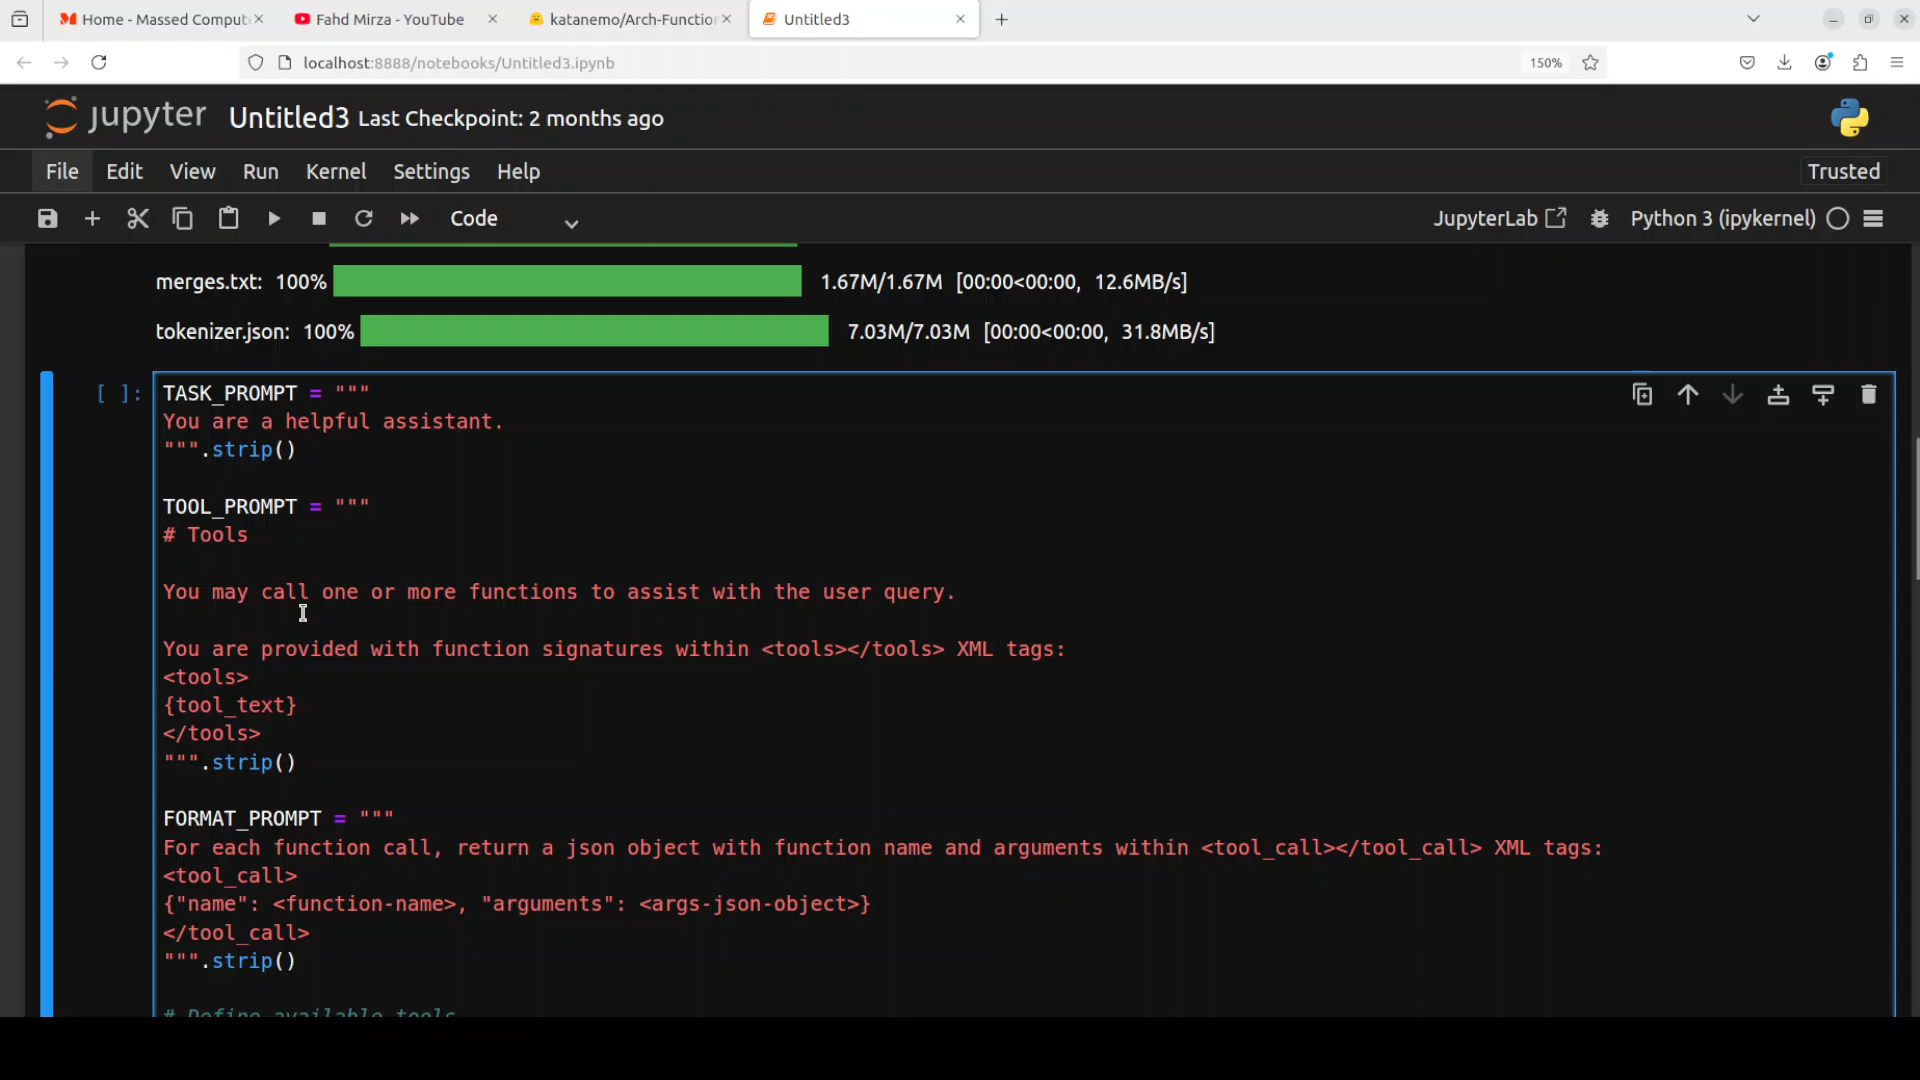 Home - Massed Comput
Fahd Mirza - YouTube
katanemo/Arch-Function
Untitled3
localhost:8888/notebooks/Untitled3.ipynb
150%
jupyter
Untitled3 Last Checkpoint: 2 months ago
File Edit View Run Kernel Settings Help
Trusted
Code
JupyterLab
Python 3 (ipykernel)
merges.txt: 100% 1.67M/1.67M [00:00<00:00, 12.6MB/s]
tokenizer.json: 100% 7.03M/7.03M [00:00<00:00, 31.8MB/s]
[ ]: TASK_PROMPT = """
You are a helpful assistant.
""".strip()
TOOL_PROMPT = """
# Tools
You may call one or more functions to assist with the user query.
You are provided with function signatures within <tools></tools> XML tags:
<tools>
{tool_text}
</tools>
""".strip()
FORMAT_PROMPT = """
For each function call, return a json object with function name and arguments within <tool_call></tool_call> XML tags:
<tool_call>
{"name": <function-name>, "arguments": <args-json-object>}
</tool_call>
""".strip()
# Define available tools